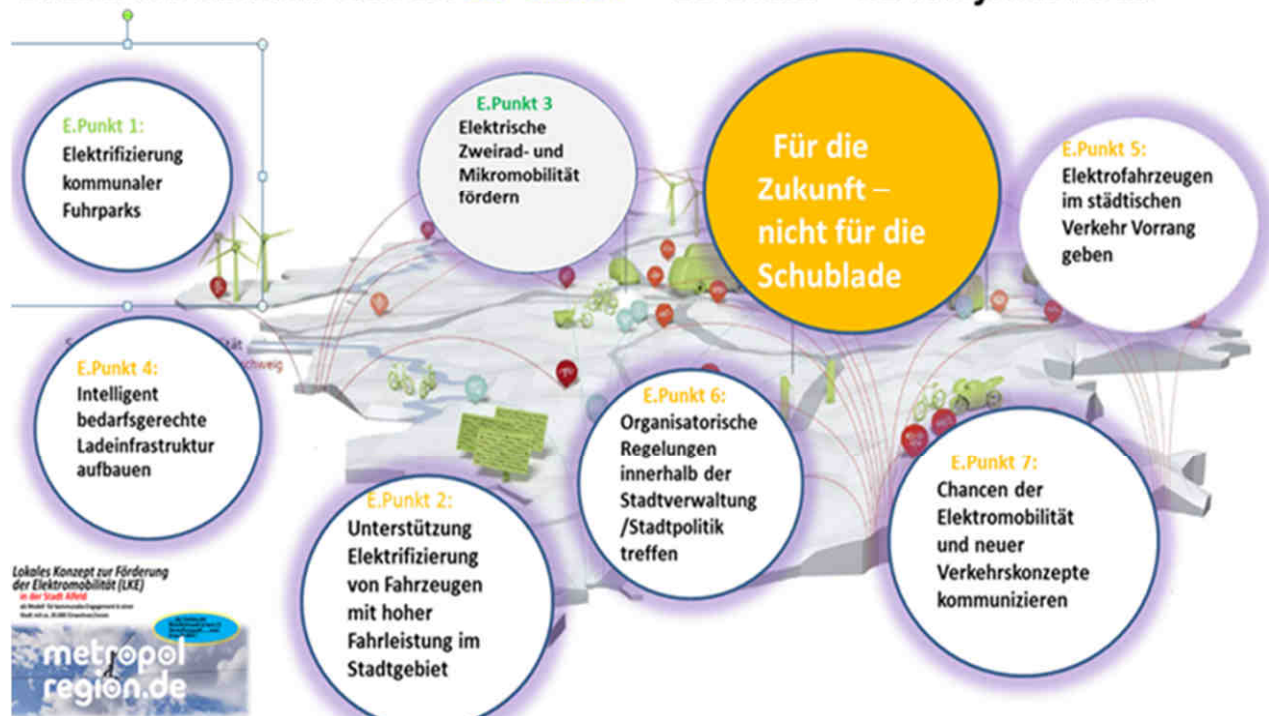 E.Punkt 1:
Elektrifizierung
kommunaler
Fuhrparks
E.Punkt 3
Elektrische
Zweirad- und
Mikromobilität
fördern
Für die
Zukunft –
nicht für die
Schublade
E.Punkt 5:
Elektrofahrzeugen
im städtischen
Verkehr Vorrang
geben
E.Punkt 4:
Intelligent
bedarfsgerechte
Ladeinfrastruktur
aufbauen
E.Punkt 2:
Unterstützung
Elektrifizierung
von Fahrzeugen
mit hoher
Fahrleistung im
Stadtgebiet
E.Punkt 6:
Organisatorische
Regelungen
innerhalb der
Stadtverwaltung
/Stadtpolitik
treffen
E.Punkt 7:
Chancen der
Elektromobilität
und neuer
Verkehrskonzepte
kommunizieren
Lokales Konzept zur Förderung
der Elektromobilität (LKE)
in der Stadt Alfeld
metropol
region.de